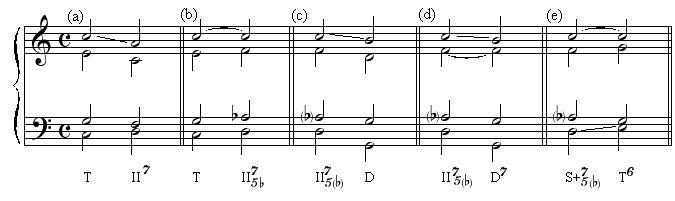 (a) (b) (c) (d) (e)
T II7 T II7 5♭ II7 5(♭) D II7 5(♭) D7 S+7 5(♭) T6